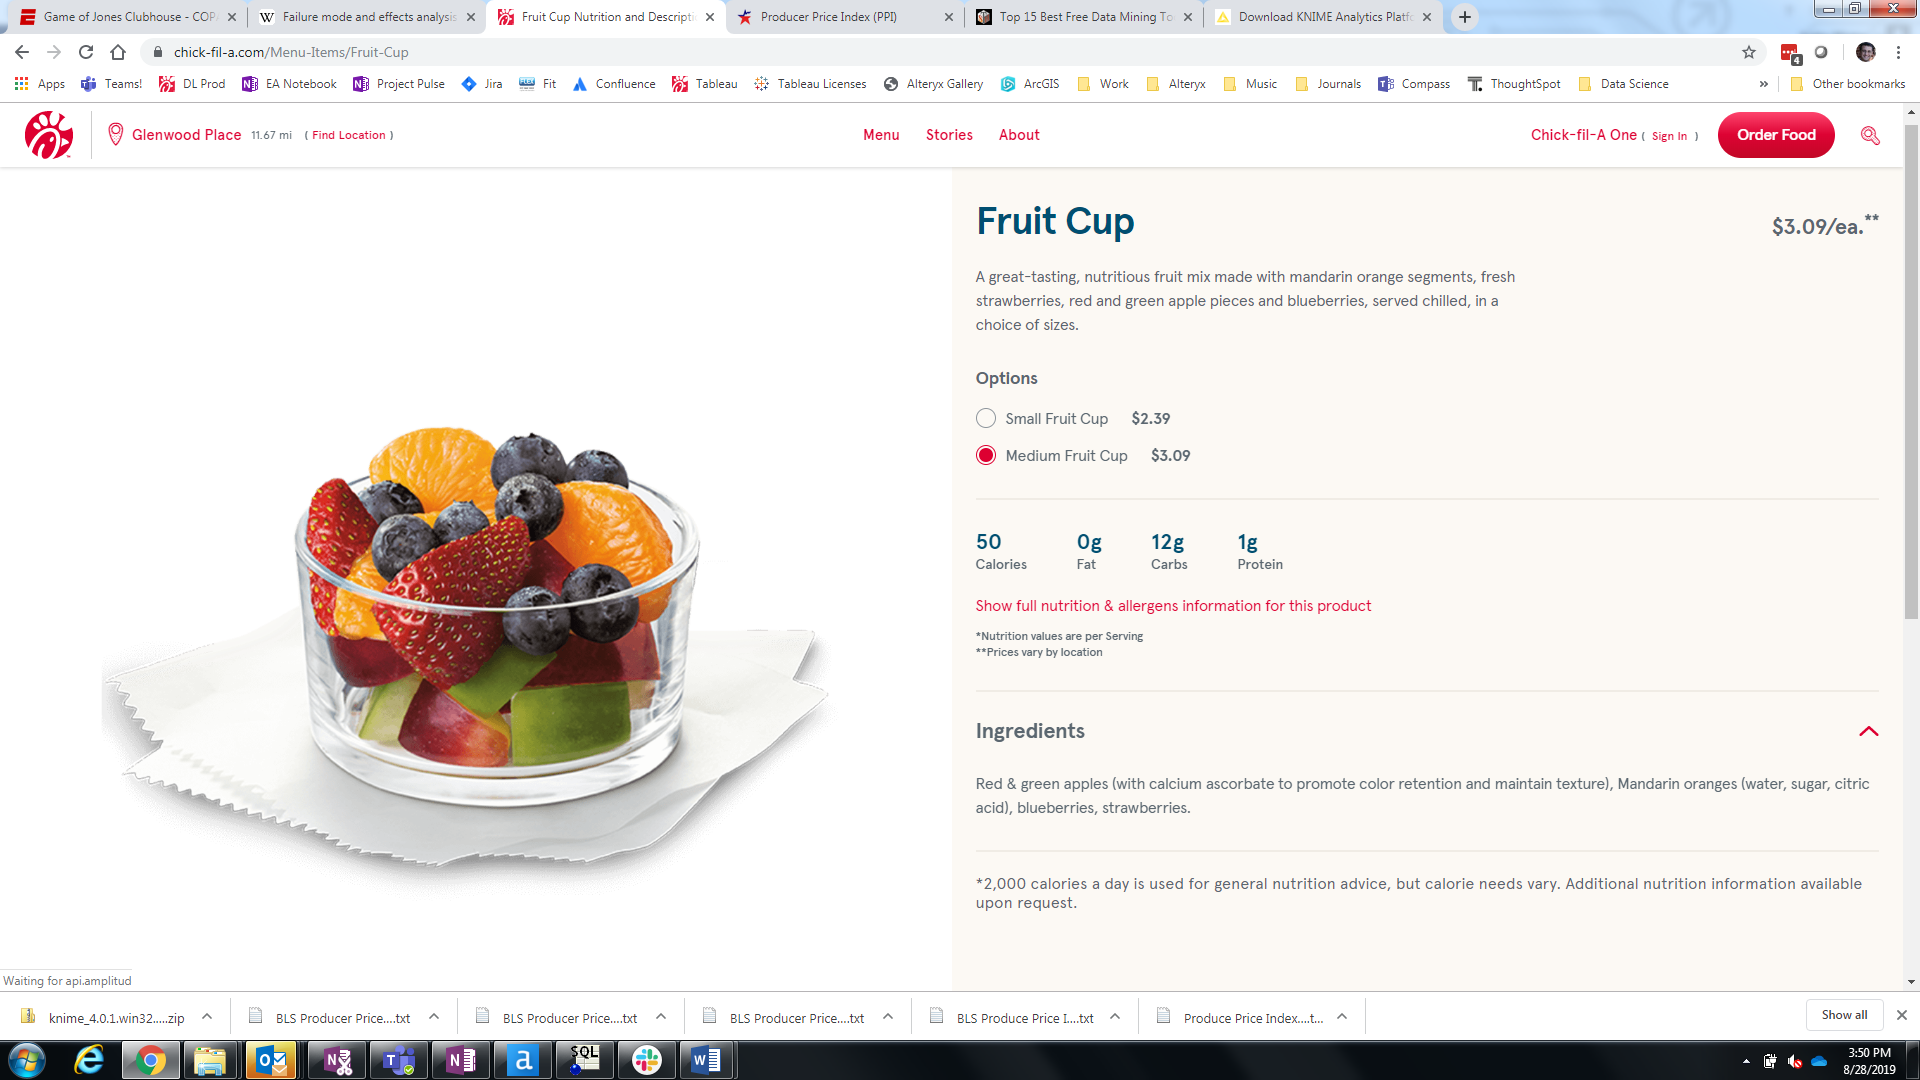 Game of Jones Clubhouse - COP
Failure mode and effects analysis
Fruit Cup Nutrition and Descripti
Producer Price Index (PPI)
Top 15 Best Free Data Mining To
Download KNIME Analytics Platf
chick-fil-a.com/Menu-Items/Fruit-Cup
4
Apps Teams! DL Prod EA Notebook Project Pulse Jira Fit Confluence Tableau Tableau Licenses Alteryx Gallery ArcGIS Work Alteryx Music Journals Compass ThoughtSpot Data Science » Other bookmarks
Glenwood Place 11.67 mi ( Find Location )
Menu Stories About
Chick-fil-A One ( Sign In ) Order Food
Fruit Cup
$3.09/ea.**
A great-tasting, nutritious fruit mix made with mandarin orange segments, fresh
strawberries, red and green apple pieces and blueberries, served chilled, in a
choice of sizes.
Options
Small Fruit Cup $2.39
Medium Fruit Cup $3.09
50 0g 12g 1g
Calories Fat Carbs Protein
Show full nutrition & allergens information for this product
*Nutrition values are per Serving
**Prices vary by location
Ingredients
Red & green apples (with calcium ascorbate to promote color retention and maintain texture), Mandarin oranges (water, sugar, citric
acid), blueberries, strawberries.
*2,000 calories a day is used for general nutrition advice, but calorie needs vary. Additional nutrition information available
upon request.
Waiting for api.amplitud
knime_4.0.1.win32.....zip
BLS Producer Price....txt
BLS Producer Price....txt
BLS Producer Price....txt
BLS Produce Price I....txt
Produce Price Index....t...
Show all
SQL
3:50 PM
8/28/2019